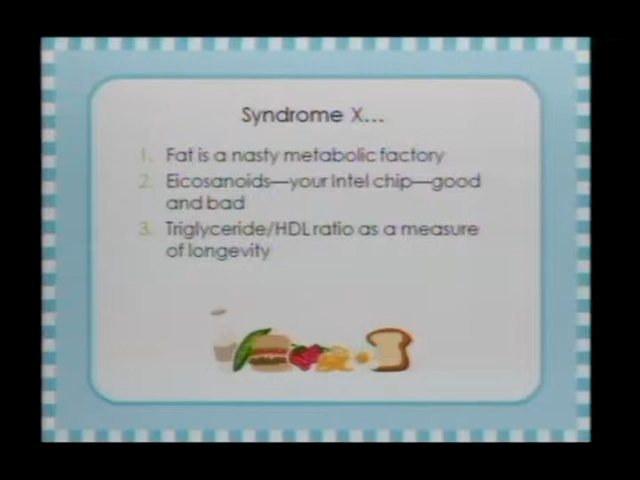 Syndrome X...
1. Fat is a nasty metabolic factory
2. Eicosanoids—your Intel chip—good
and bad
3. Triglyceride/HDL ratio as a measure
of longevity